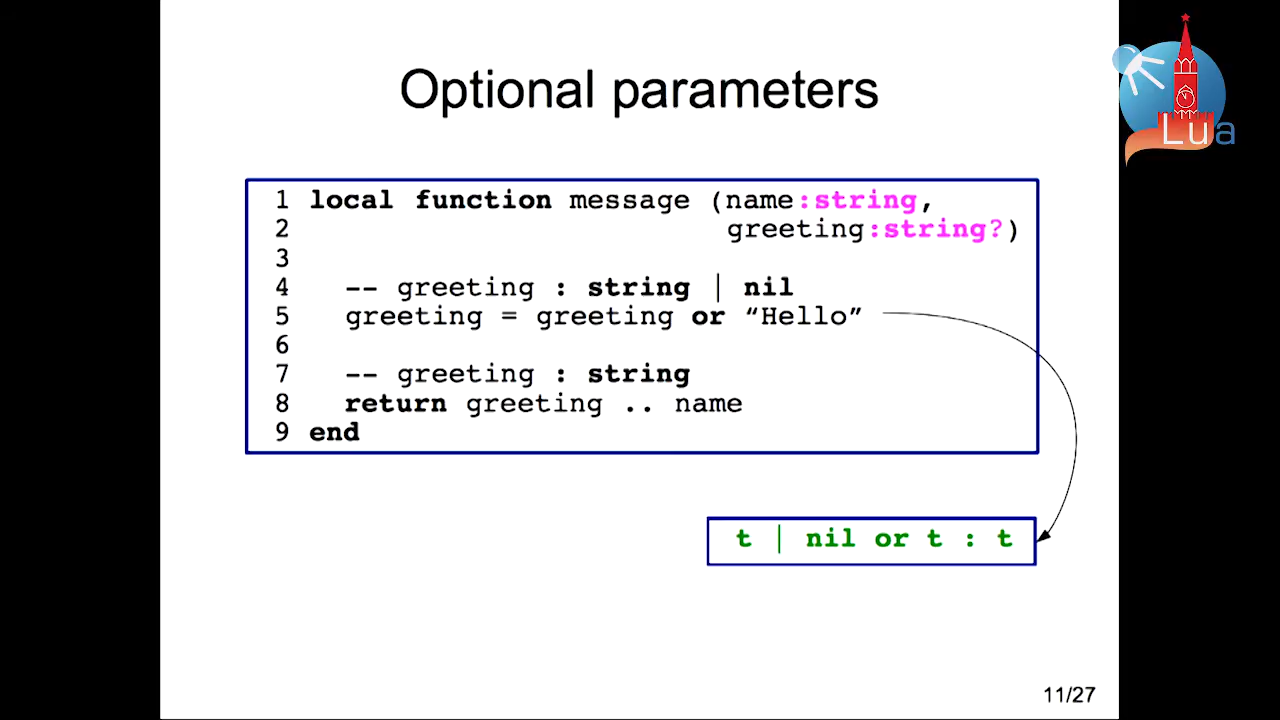 Optional parameters
Lua
1 local function message (name:string,
2 greeting:string?)
3
4 -- greeting : string | nil
5 greeting = greeting or “Hello”
6
7 -- greeting : string
8 return greeting .. name
9 end
t | nil or t : t
11/27